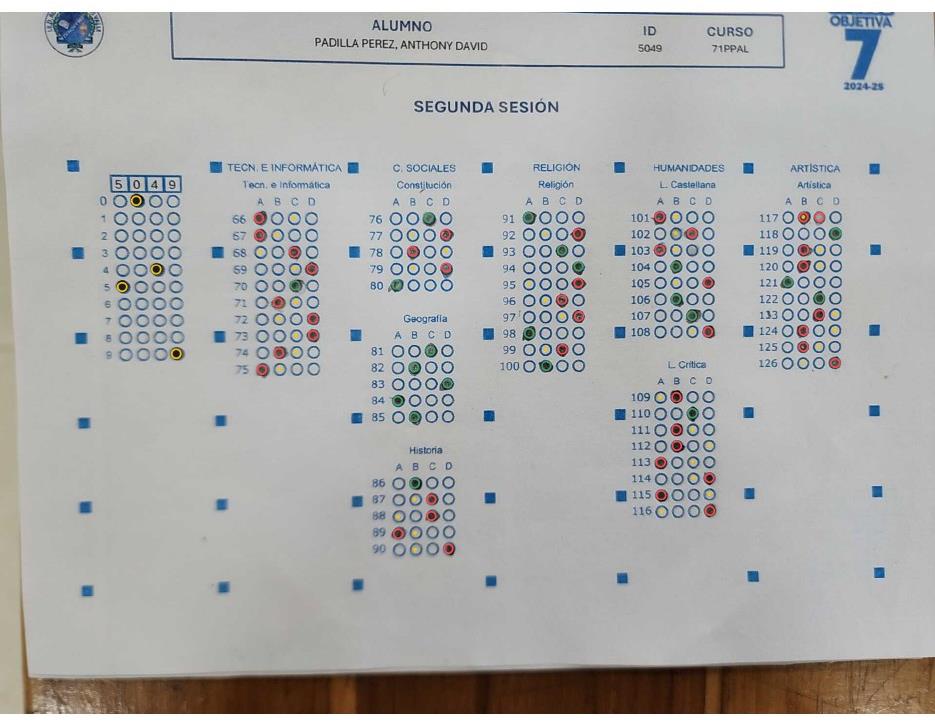 ALUMNO
PADILLA PEREZ, ANTHONY DAVID
ID
5049
CURSO
71PPAL
OBJETIVA
7
2024-25
SEGUNDA SESIÓN
5 0 4 9
0
1
2
3
4
5
6
7
8
9
TECN. E INFORMÁTICA
Tecn. e Informática
A B C D
66
67
68
69
70
71
72
73
74
75
C. SOCIALES
Constitución
A B C D
76
77
78
79
80
Geografía
A B C D
81
82
83
84
85
Historia
A B C D
86
87
88
89
90
RELIGIÓN
Religión
A B C D
91
92
93
94
95
96
97
98
99
100
HUMANIDADES
L. Castellana
A B C D
101
102
103
104
105
106
107
108
L. Crítica
A B C D
109
110
111
112
113
114
115
116
ARTÍSTICA
Artística
A B C D
117
118
119
120
121
122
133
124
125
126